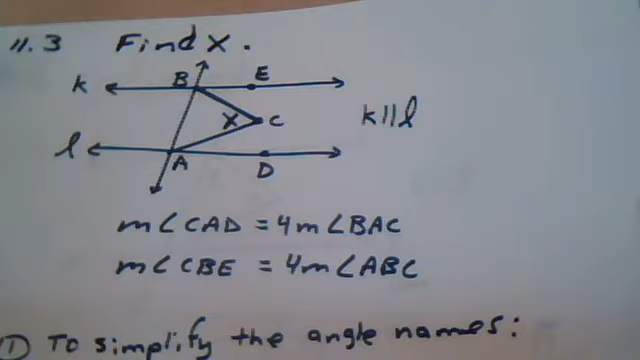 11.3 Find X.
k B E
X C k || l
l A D
m∠CAD = 4m∠BAC
m∠CBE = 4m∠ABC
① To simplify the angle names: